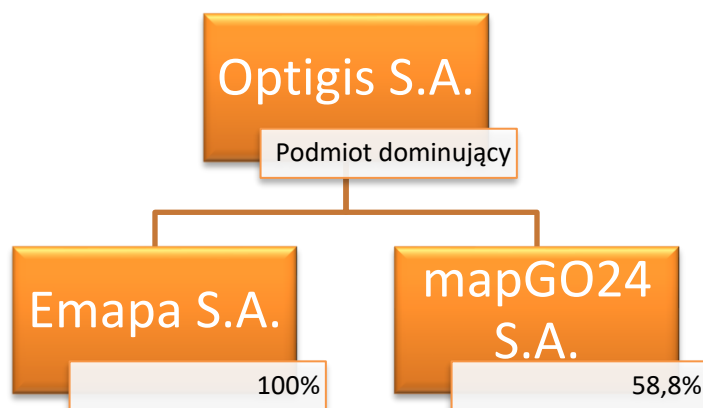 Optigis S.A.
Podmiot dominujący
Emapa S.A.
100%
mapGO24
S.A.
58,8%